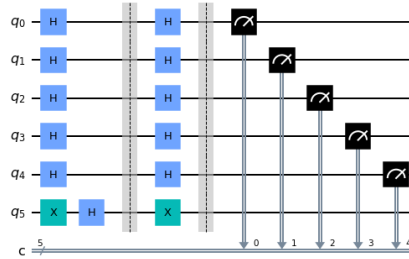 q0 H H
q1 H H
q2 H H
q3 H H
q4 H H
q5 X H X
c 5 0 1 2 3 4